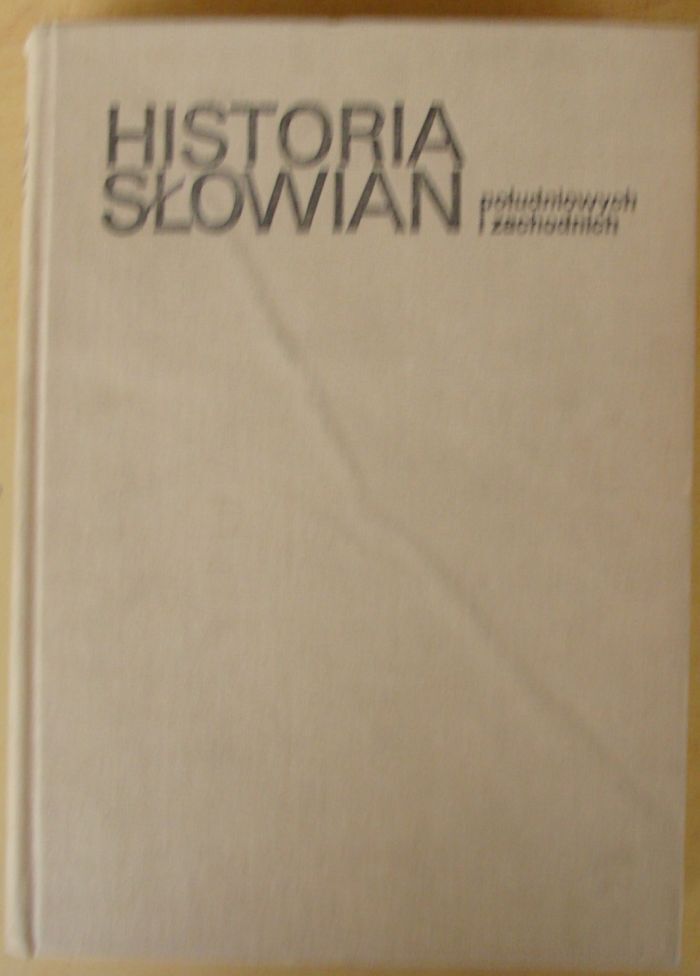 HISTORIA
SŁOWIAN południowych
i zachodnich